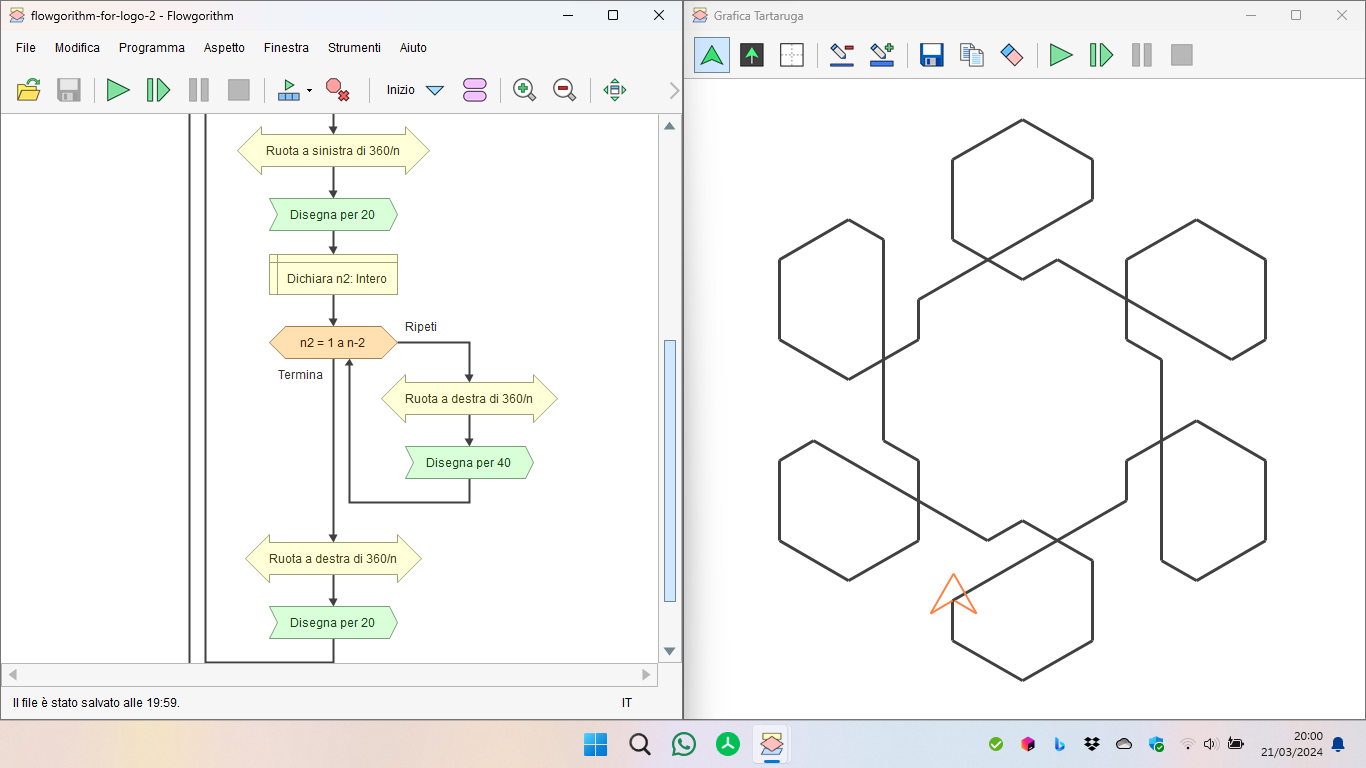 flowgorithm-for-logo-2 - Flowgorithm
File Modifica Programma Aspetto Finestra Strumenti Aiuto
Inizio
Ruota a sinistra di 360/n
Disegna per 20
Dichiara n2: Intero
n2 = 1 a n-2
Ripeti
Termina
Ruota a destra di 360/n
Disegna per 40
Ruota a destra di 360/n
Disegna per 20
Il file è stato salvato alle 19:59.
IT
Grafica Tartaruga
20:00
21/03/2024